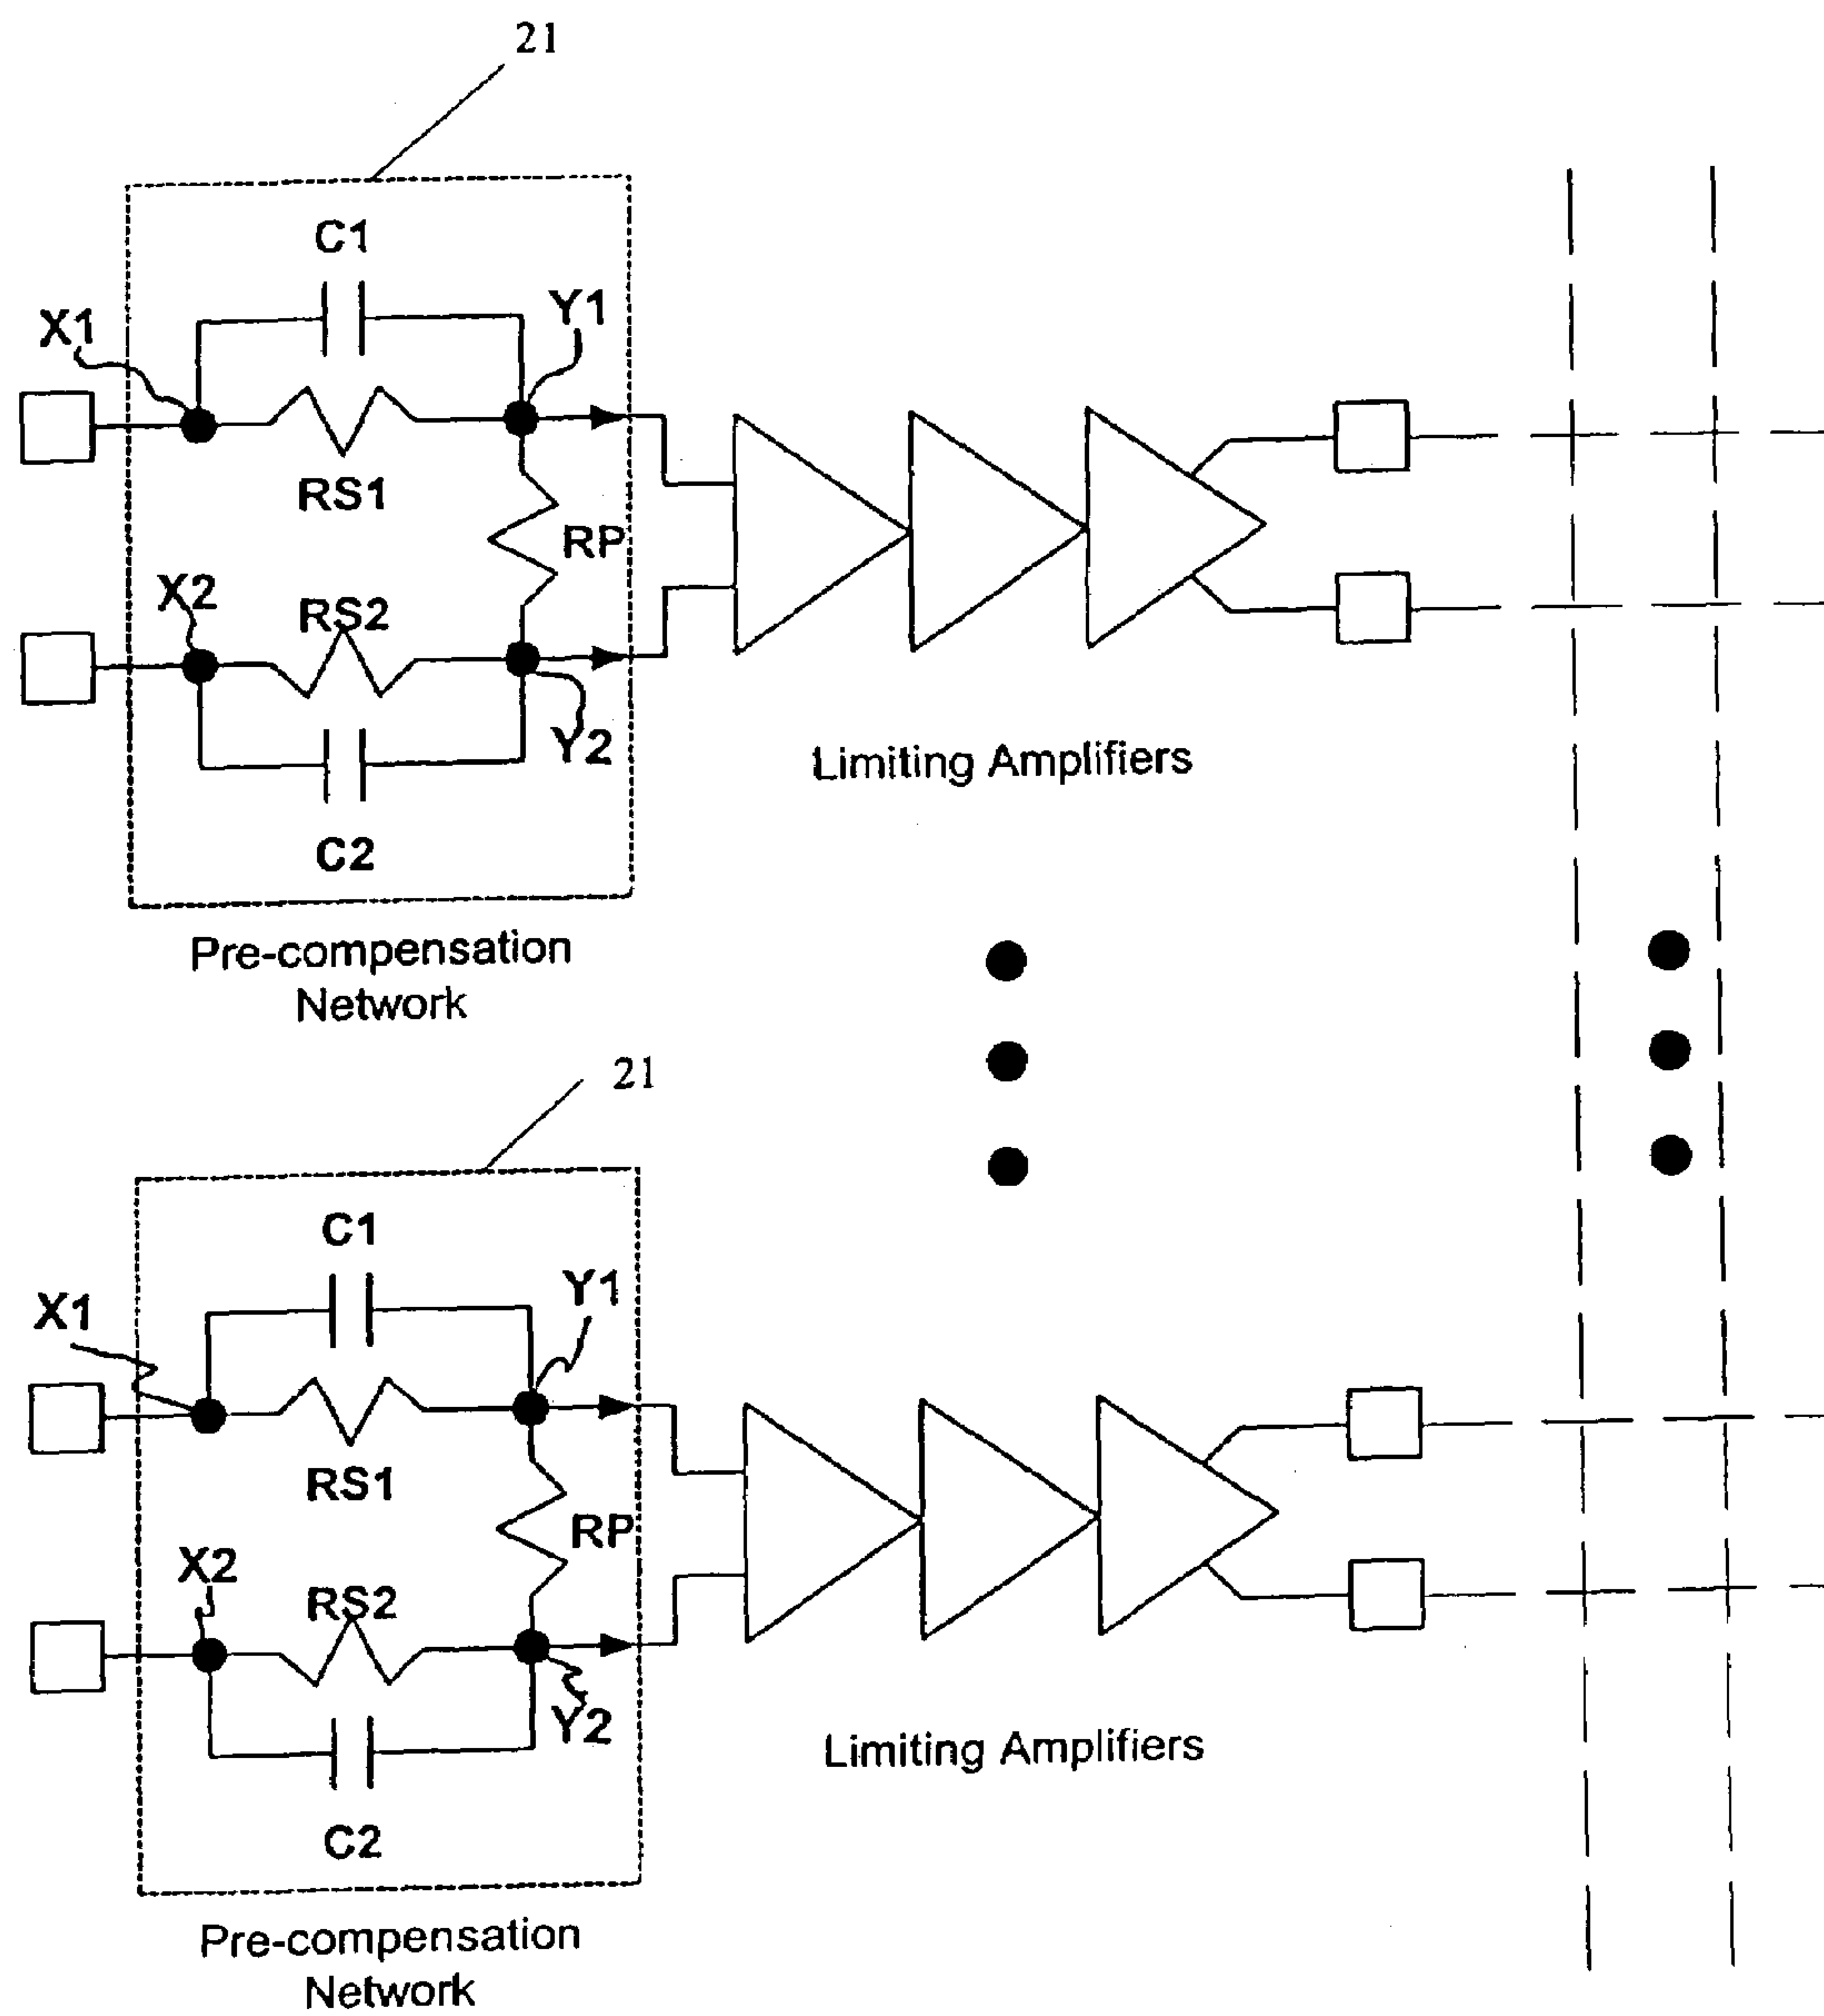 21
C1
X1
Y1
RS1
RP
X2
RS2
Y2
Limiting Amplifiers
C2
Pre-compensation
Network
21
C1
X1
Y1
RS1
RP
X2
RS2
Y2
Limiting Amplifiers
C2
Pre-compensation
Network